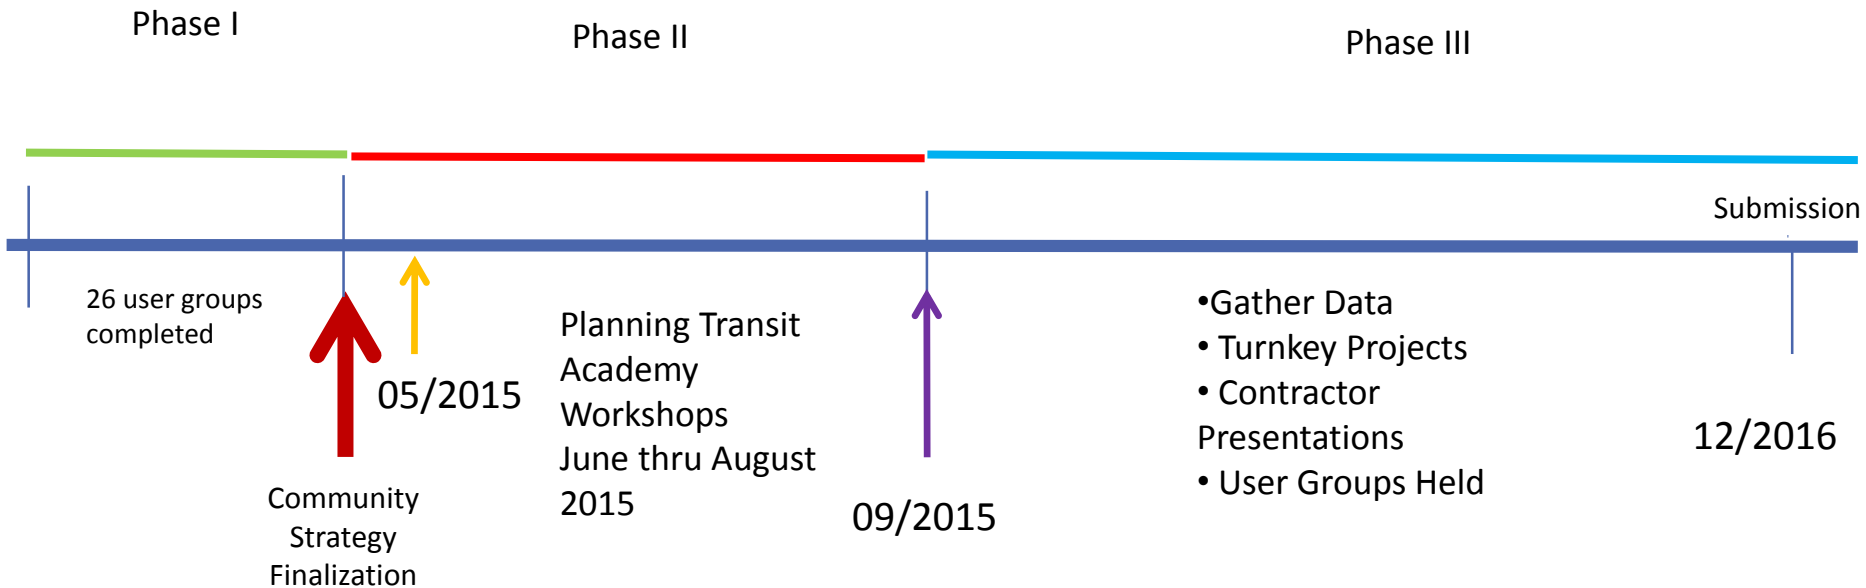 Phase I
Phase II
Phase III
Submission
26 user groups
completed
Community
Strategy
Finalization
05/2015
Planning Transit
Academy
Workshops
June thru August
2015
09/2015
•Gather Data
• Turnkey Projects
• Contractor
Presentations
• User Groups Held
12/2016